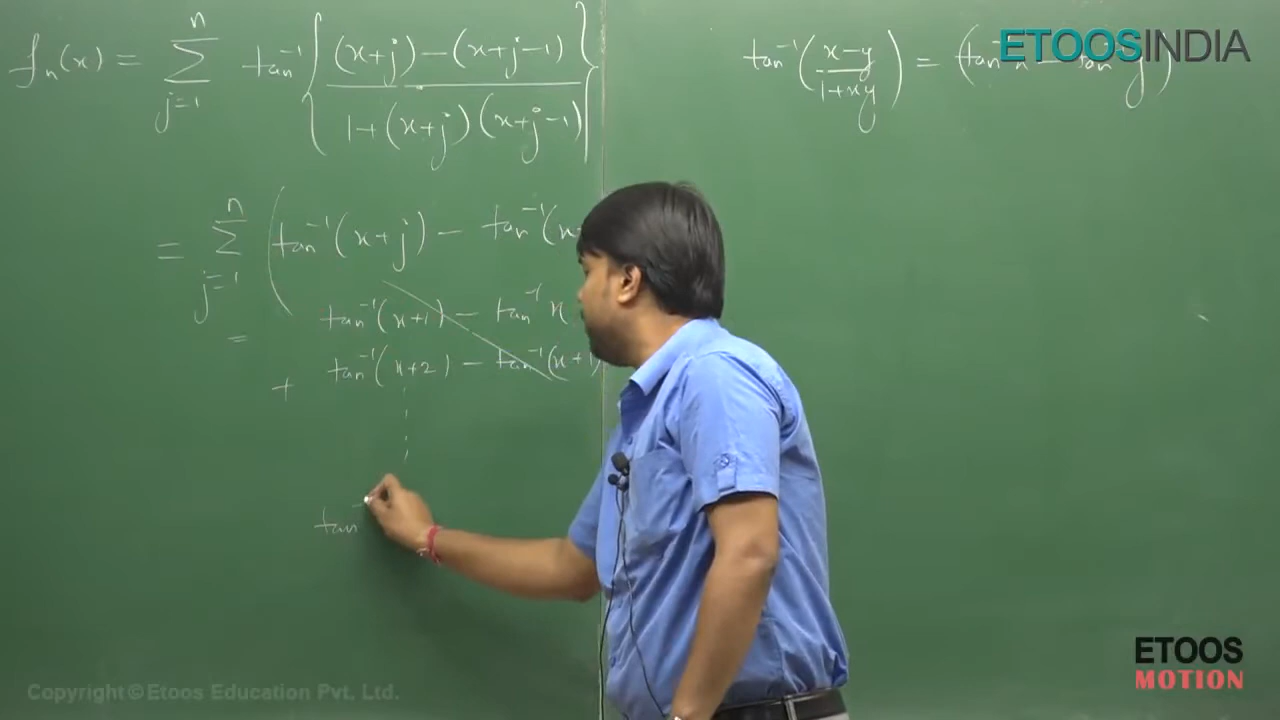 fₙ(x) = Σ_{j=1}^{n} tan⁻¹ { (x+j) − (x+j−1) / 1+(x+j)(x+j−1) }
tan⁻¹( x−y / 1+xy ) = (tan⁻¹ x − tan⁻¹ y)
ETOOSINDIA
= Σ_{j=1}^{n} ( tan⁻¹(x+j) − tan⁻¹(x
= tan⁻¹(x+1) − tan⁻¹ x
+ tan⁻¹(x+2) − tan⁻¹(x+1)
tan
ETOOS
MOTION
Copyright © Etoos Education Pvt. Ltd.